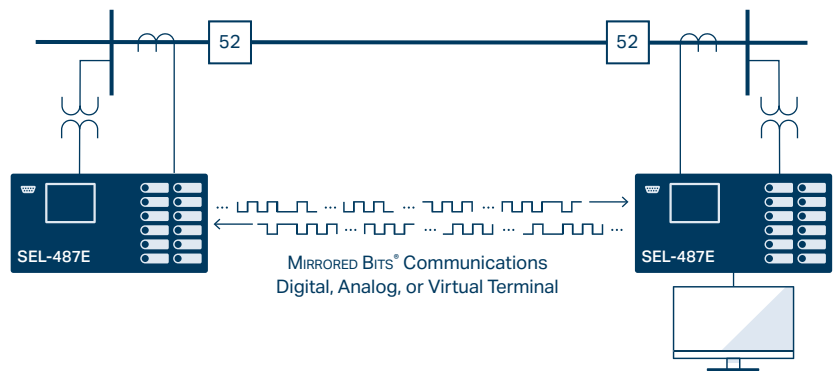 52
52
SEL-487E
SEL-487E
MIRRORED BITS® Communications
Digital, Analog, or Virtual Terminal